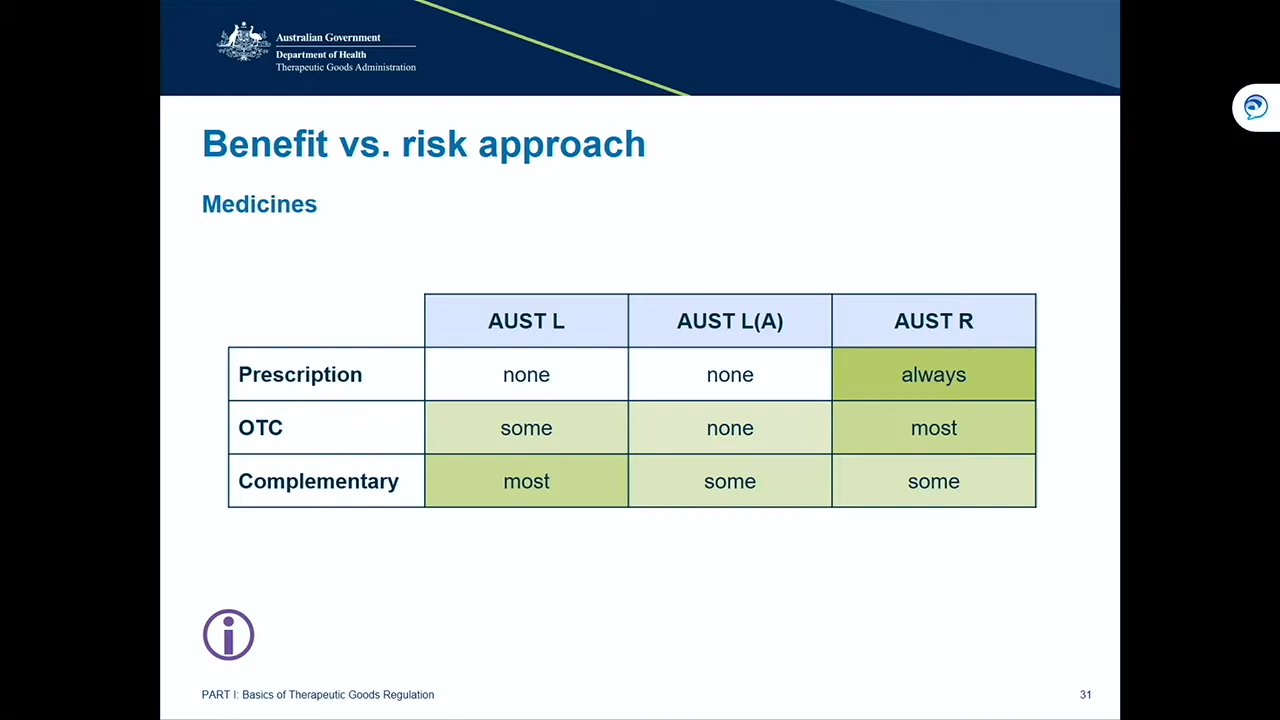 Australian Government
Department of Health
Therapeutic Goods Administration
Benefit vs. risk approach
Medicines
AUST L AUST L(A) AUST R
Prescription none none always
OTC some none most
Complementary most some some
PART I: Basics of Therapeutic Goods Regulation 31